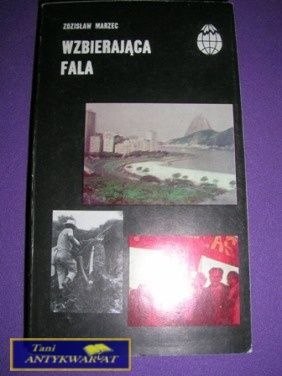 ZDZISŁAW MARZEC
WZBIERAJĄCA
FALA
Tani
ANTYKWARIAT